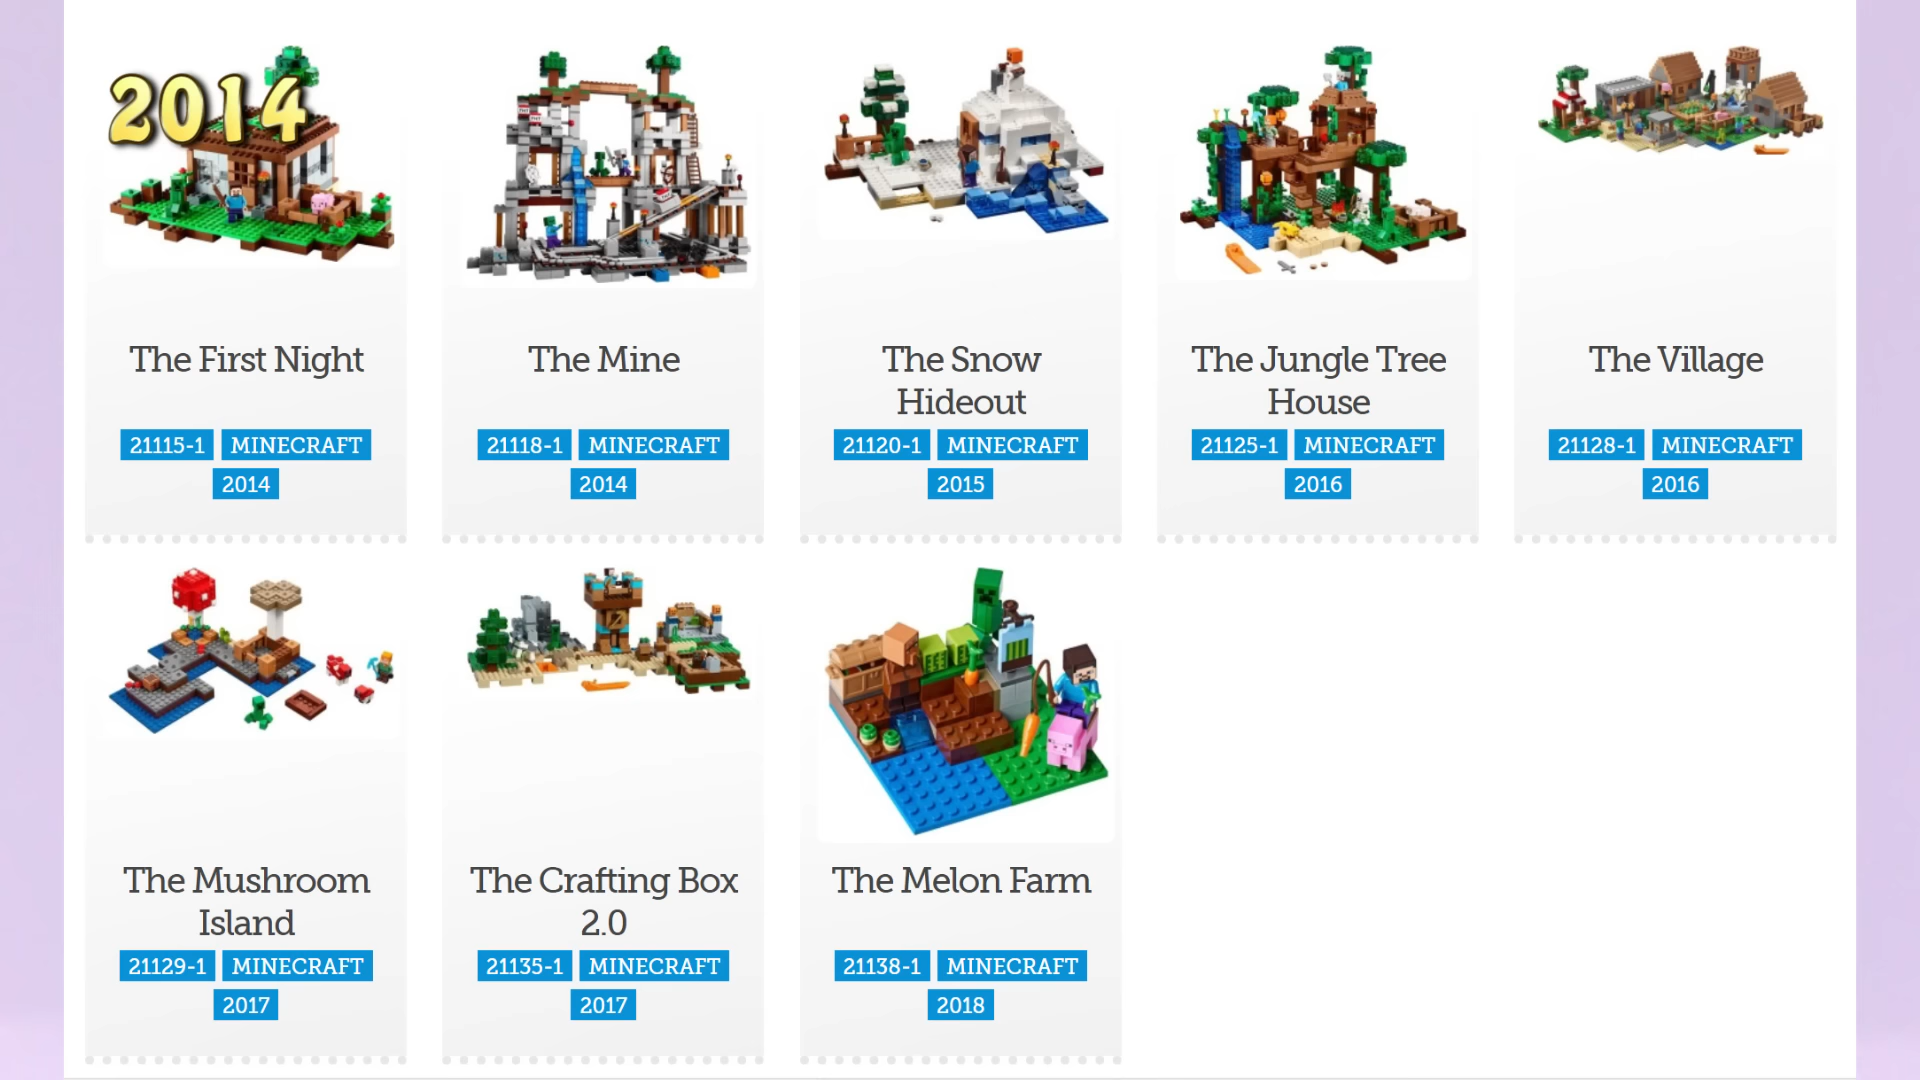 2014
The First Night
21115-1 MINECRAFT
2014
The Mine
21118-1 MINECRAFT
2014
The Snow
Hideout
21120-1 MINECRAFT
2015
The Jungle Tree
House
21125-1 MINECRAFT
2016
The Village
21128-1 MINECRAFT
2016
The Mushroom
Island
21129-1 MINECRAFT
2017
The Crafting Box
2.0
21135-1 MINECRAFT
2017
The Melon Farm
21138-1 MINECRAFT
2018